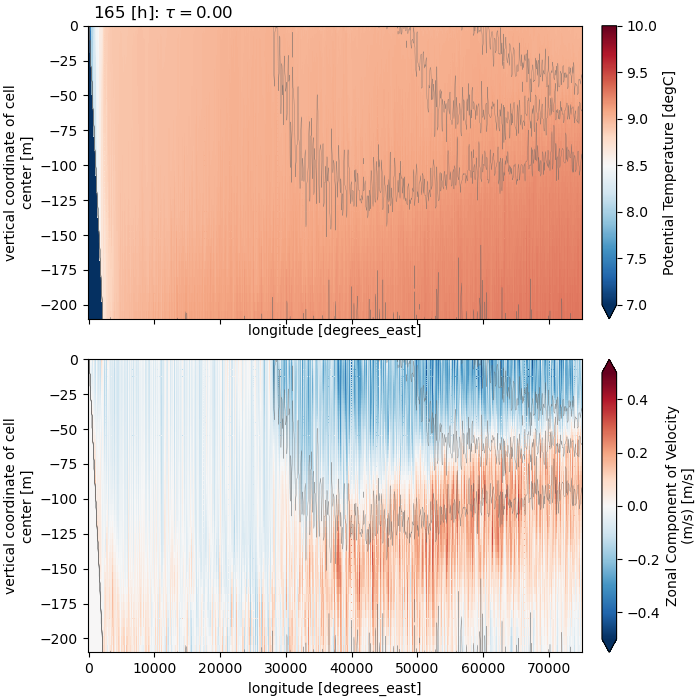 165 [h]: τ = 0.00
0
−25
−50
−75
−100
−125
−150
−175
−200
vertical coordinate of cell
center [m]
longitude [degrees_east]
10.0
9.5
9.0
8.5
8.0
7.5
7.0
Potential Temperature [degC]
0
−25
−50
−75
−100
−125
−150
−175
−200
vertical coordinate of cell
center [m]
0 10000 20000 30000 40000 50000 60000 70000
longitude [degrees_east]
0.4
0.2
0.0
−0.2
−0.4
Zonal Component of Velocity
(m/s) [m/s]